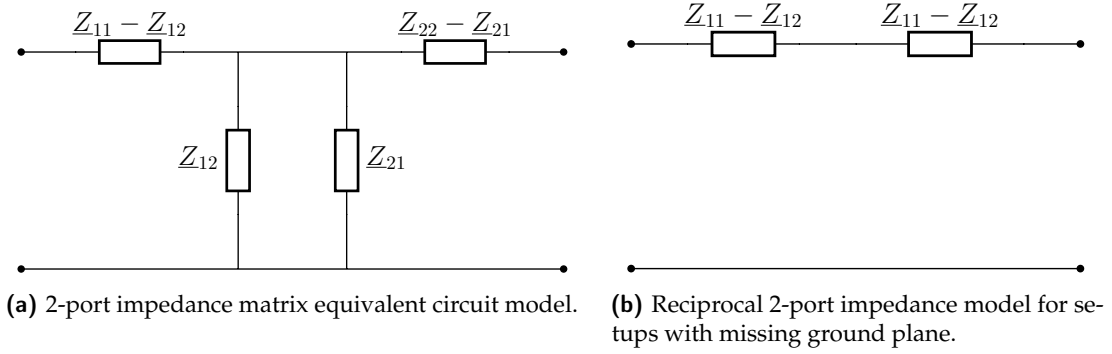 Z11 − Z12
Z22 − Z21
Z12
Z21
(a) 2-port impedance matrix equivalent circuit model.
Z11 − Z12
Z11 − Z12
(b) Reciprocal 2-port impedance model for se-
tups with missing ground plane.